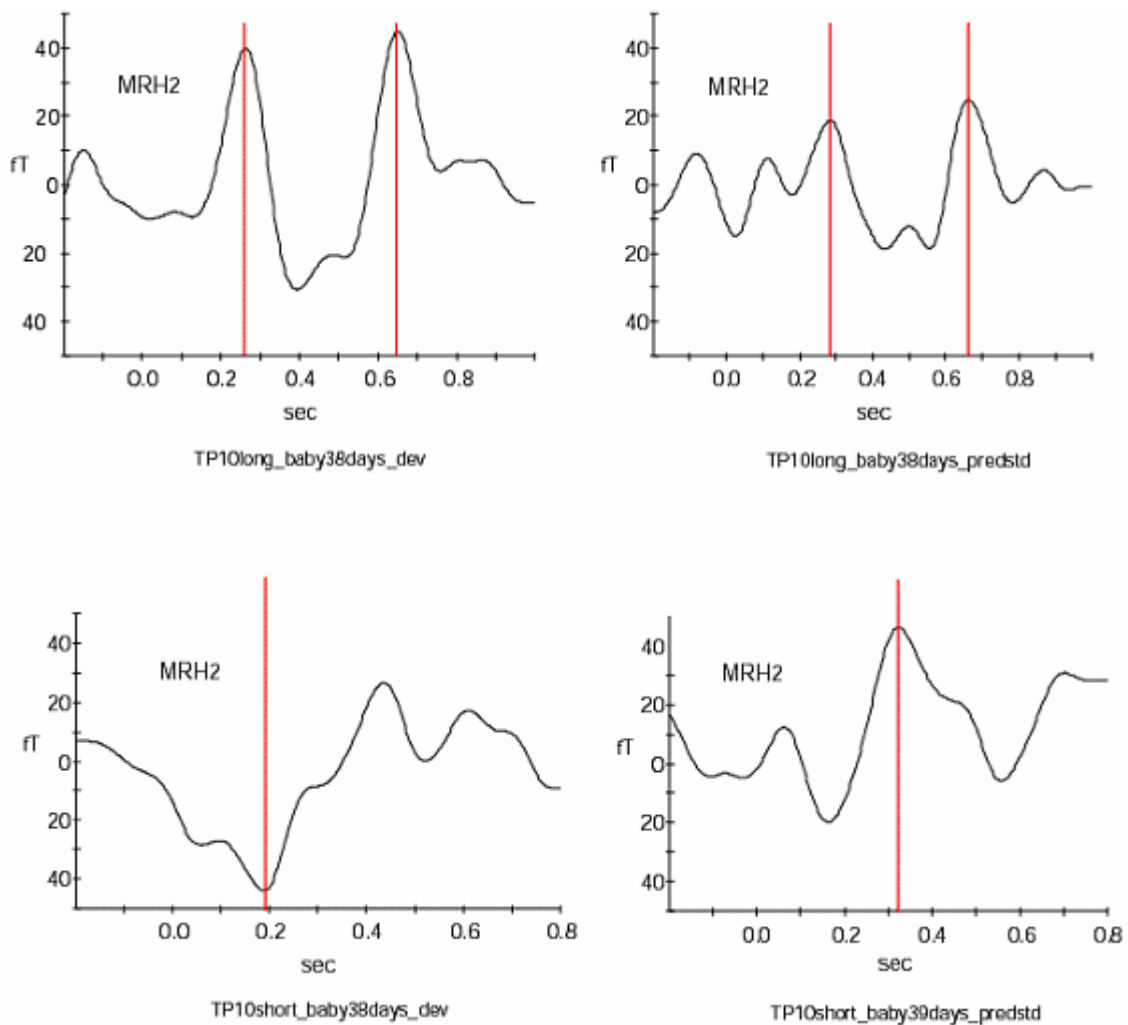 40
20
fT 0
20
40
MRH2
0.0 0.2 0.4 0.6 0.8
sec
TP10long_baby38days_dev
40
20
fT 0
20
40
MRH2
0.0 0.2 0.4 0.6 0.8
sec
TP10long_baby38days_predstd
40
20
fT 0
20
40
MRH2
0.0 0.2 0.4 0.6 0.8
sec
TP10short_baby38days_dev
40
20
fT 0
20
40
MRH2
0.0 0.2 0.4 0.6 0.8
sec
TP10short_baby39days_predstd